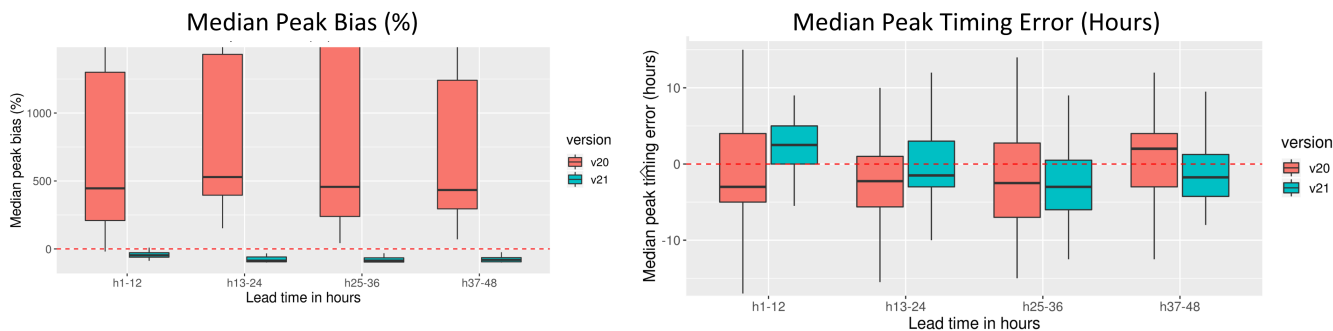 Median Peak Bias (%)
Median peak bias (%)
1000
500
0
h1-12
h13-24
h25-36
h37-48
Lead time in hours
version
v20
v21
Median Peak Timing Error (Hours)
Median peak timing error (hours)
10
0
-10
h1-12
h13-24
h25-36
h37-48
Lead time in hours
version
v20
v21